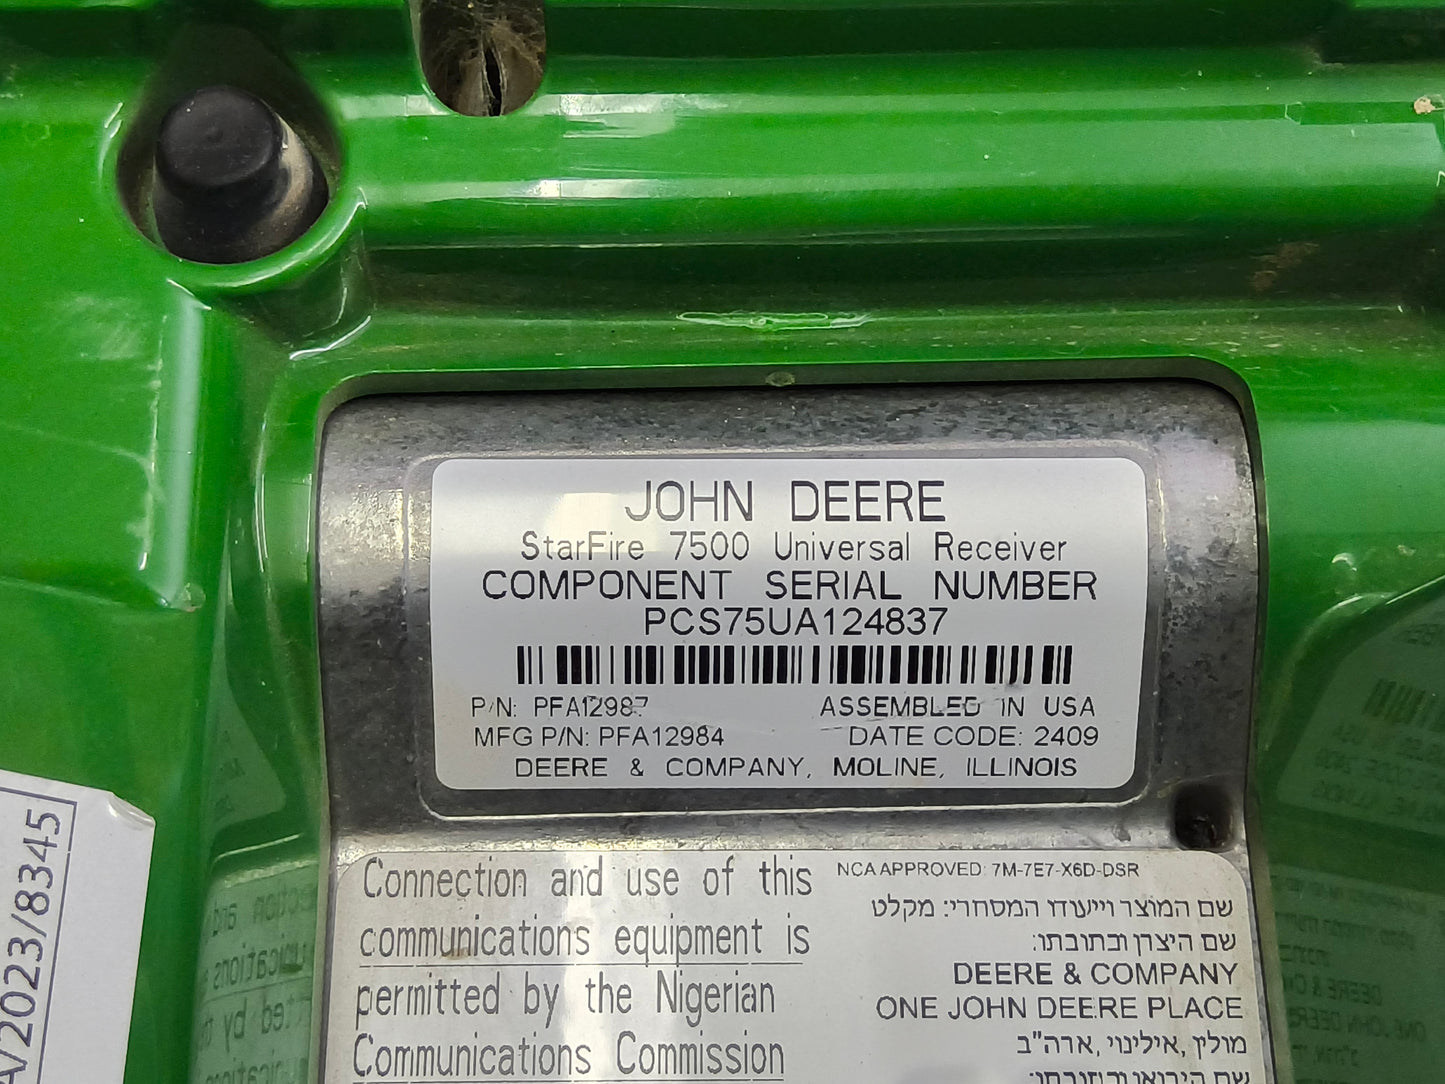 JOHN DEERE
StarFire 7500 Universal Receiver
COMPONENT SERIAL NUMBER
PCS75UA124837
P/N: PFA12987 ASSEMBLED IN USA
MFG P/N: PFA12984 DATE CODE: 2409
DEERE & COMPANY, MOLINE, ILLINOIS
Connection and use of this
communications equipment is
permitted by the Nigerian
Communications Commission
NCA APPROVED: 7M-7E7-X6D-DSR
שם המוצר וייעודו המסחרי: מקלט
שם היצרן וכתובתו:
DEERE & COMPANY
ONE JOHN DEERE PLACE
מולין, אילינוי, ארה"ב
A/2023/8345